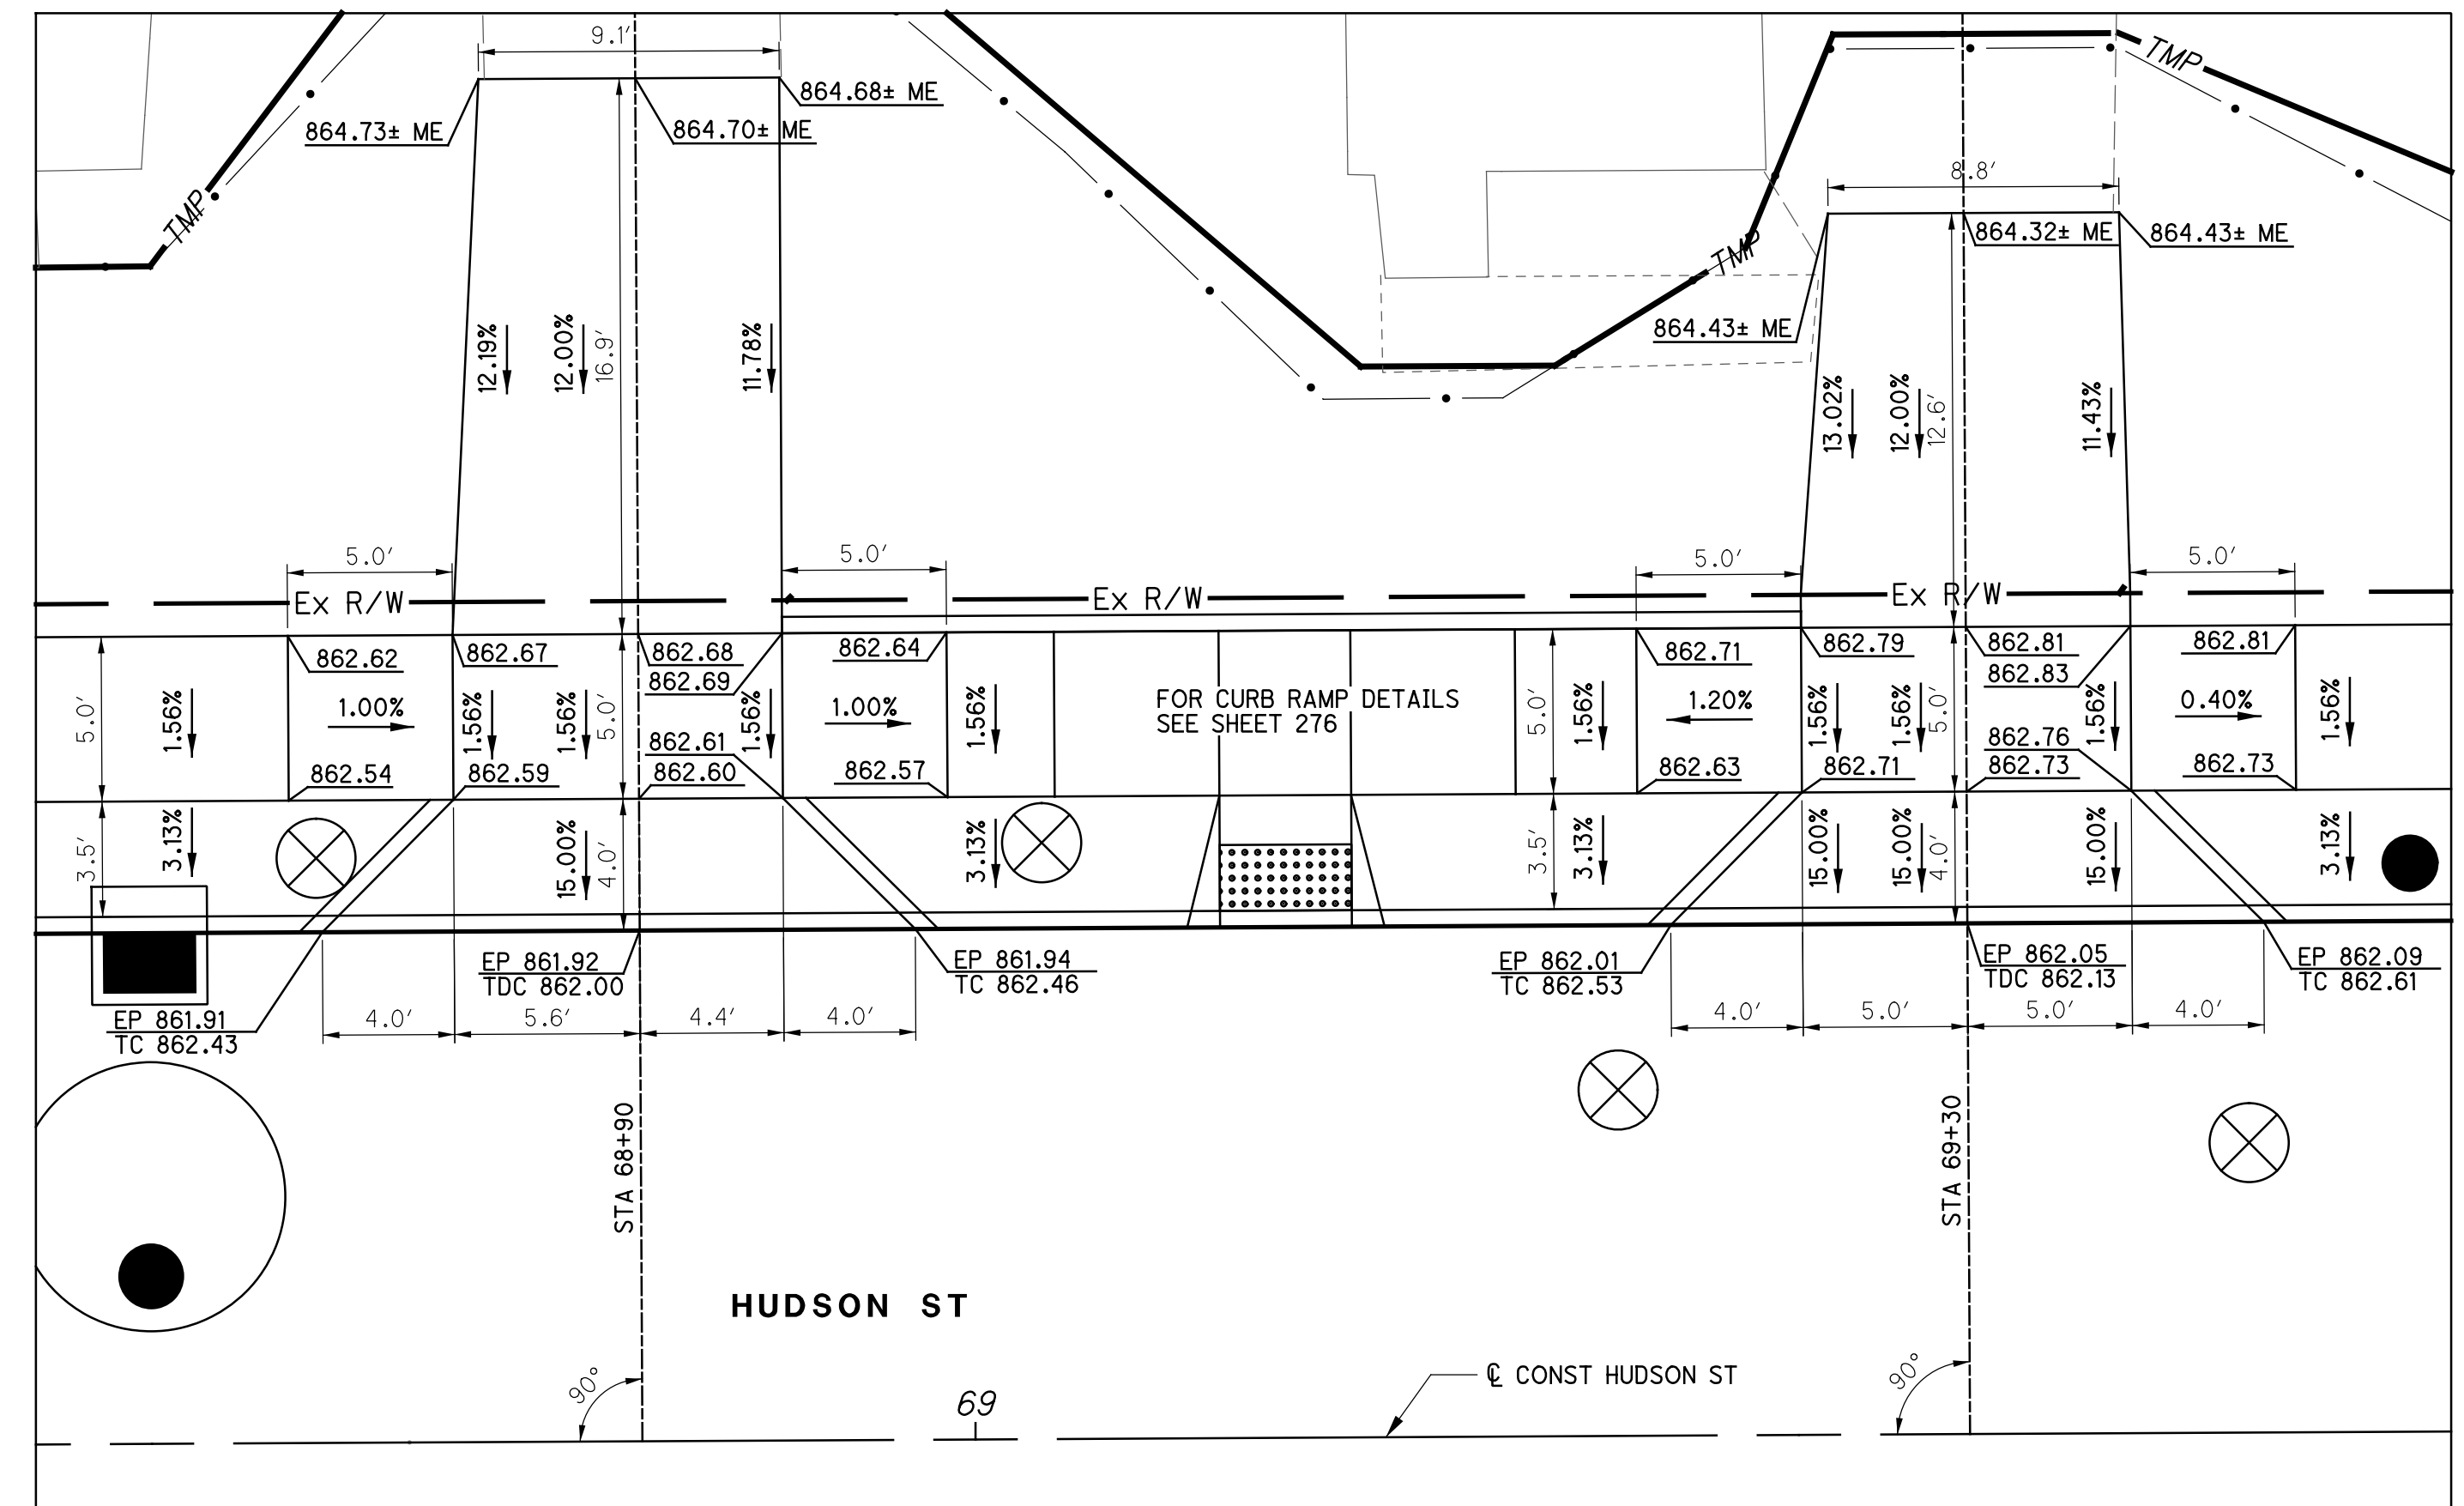 9.1'
864.68± ME
864.73± ME
864.70± ME
TMP
TMP
8.8'
864.32± ME
864.43± ME
TMP
864.43± ME
12.19%
12.00%
16.9'
11.78%
13.02%
12.00%
12.6'
11.43%
5.0'
5.0'
5.0'
5.0'
Ex R/W
Ex R/W
Ex R/W
862.62
862.67
862.68
862.69
862.64
862.71
862.79
862.81
862.83
862.81
5.0'
1.56%
1.00%
1.56%
1.56%
5.0'
1.56%
1.00%
1.56%
FOR CURB RAMP DETAILS
SEE SHEET 276
5.0'
1.56%
1.20%
1.56%
1.56%
5.0'
1.56%
0.40%
1.56%
862.54
862.59
862.61
862.60
862.57
862.63
862.71
862.76
862.73
862.73
3.5'
3.13%
15.00%
4.0'
3.13%
3.5'
3.13%
15.00%
15.00%
4.0'
15.00%
3.13%
EP 861.91
TC 862.43
EP 861.92
TDC 862.00
EP 861.94
TC 862.46
EP 862.01
TC 862.53
EP 862.05
TDC 862.13
EP 862.09
TC 862.61
4.0'
5.6'
4.4'
4.0'
4.0'
5.0'
5.0'
4.0'
STA 68+90
STA 69+30
HUDSON ST
90°
69
℄ CONST HUDSON ST
90°